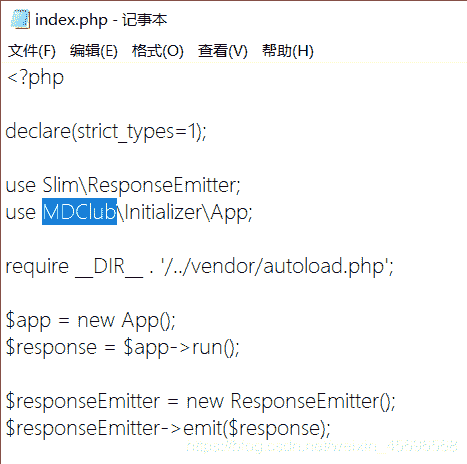 index.php - 记事本
文件(F) 编辑(E) 格式(O) 查看(V) 帮助(H)
<?php
declare(strict_types=1);
use Slim\ResponseEmitter;
use MDClub\Initializer\App;
require __DIR__ . '/../vendor/autoload.php';
$app = new App();
$response = $app->run();
$responseEmitter = new ResponseEmitter();
$responseEmitter->emit($response);